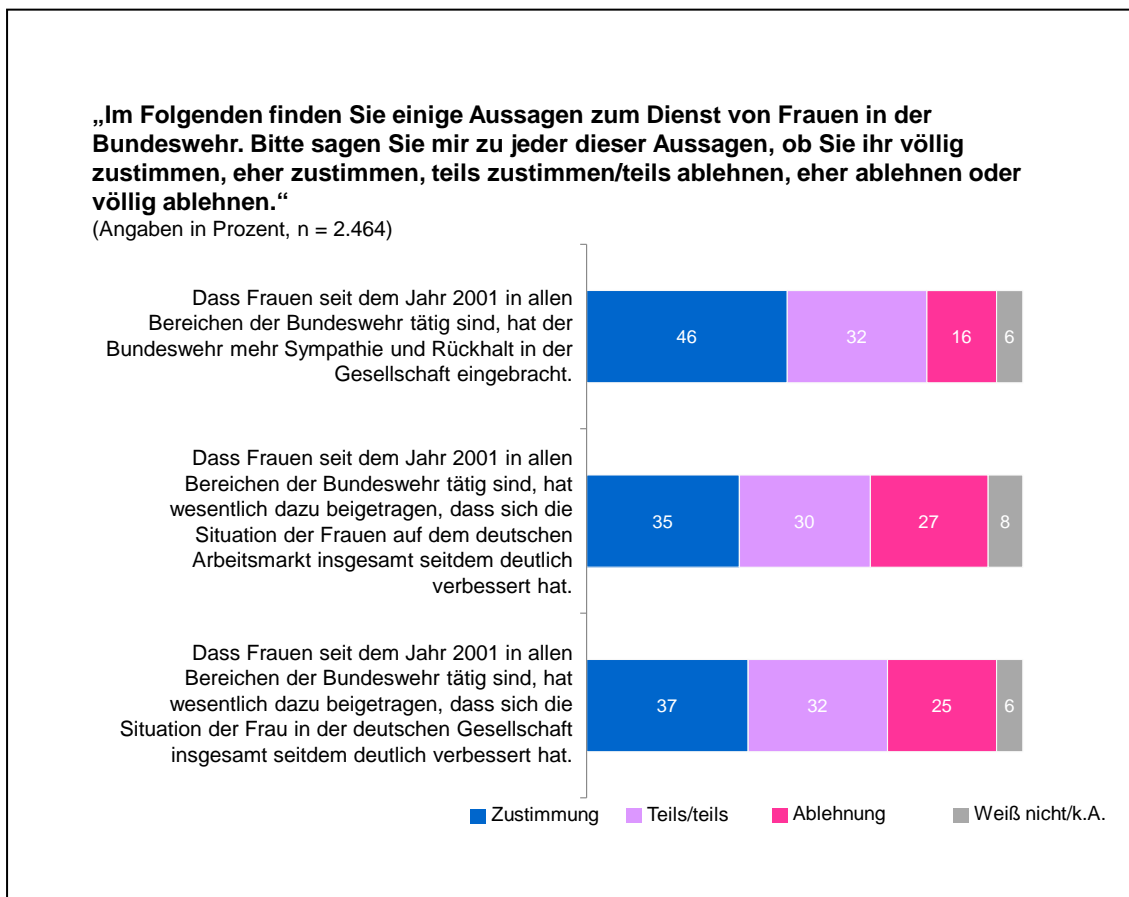 „Im Folgenden finden Sie einige Aussagen zum Dienst von Frauen in der
Bundeswehr. Bitte sagen Sie mir zu jeder dieser Aussagen, ob Sie ihr völlig
zustimmen, eher zustimmen, teils zustimmen/teils ablehnen, eher ablehnen oder
völlig ablehnen.“
(Angaben in Prozent, n = 2.464)
Dass Frauen seit dem Jahr 2001 in allen
Bereichen der Bundeswehr tätig sind, hat der
Bundeswehr mehr Sympathie und Rückhalt in der
Gesellschaft eingebracht.
46 32 16 6
Dass Frauen seit dem Jahr 2001 in allen
Bereichen der Bundeswehr tätig sind, hat
wesentlich dazu beigetragen, dass sich die
Situation der Frauen auf dem deutschen
Arbeitsmarkt insgesamt seitdem deutlich
verbessert hat.
35 30 27 8
Dass Frauen seit dem Jahr 2001 in allen
Bereichen der Bundeswehr tätig sind, hat
wesentlich dazu beigetragen, dass sich die
Situation der Frau in der deutschen Gesellschaft
insgesamt seitdem deutlich verbessert hat.
37 32 25 6
Zustimmung Teils/teils Ablehnung Weiß nicht/k.A.